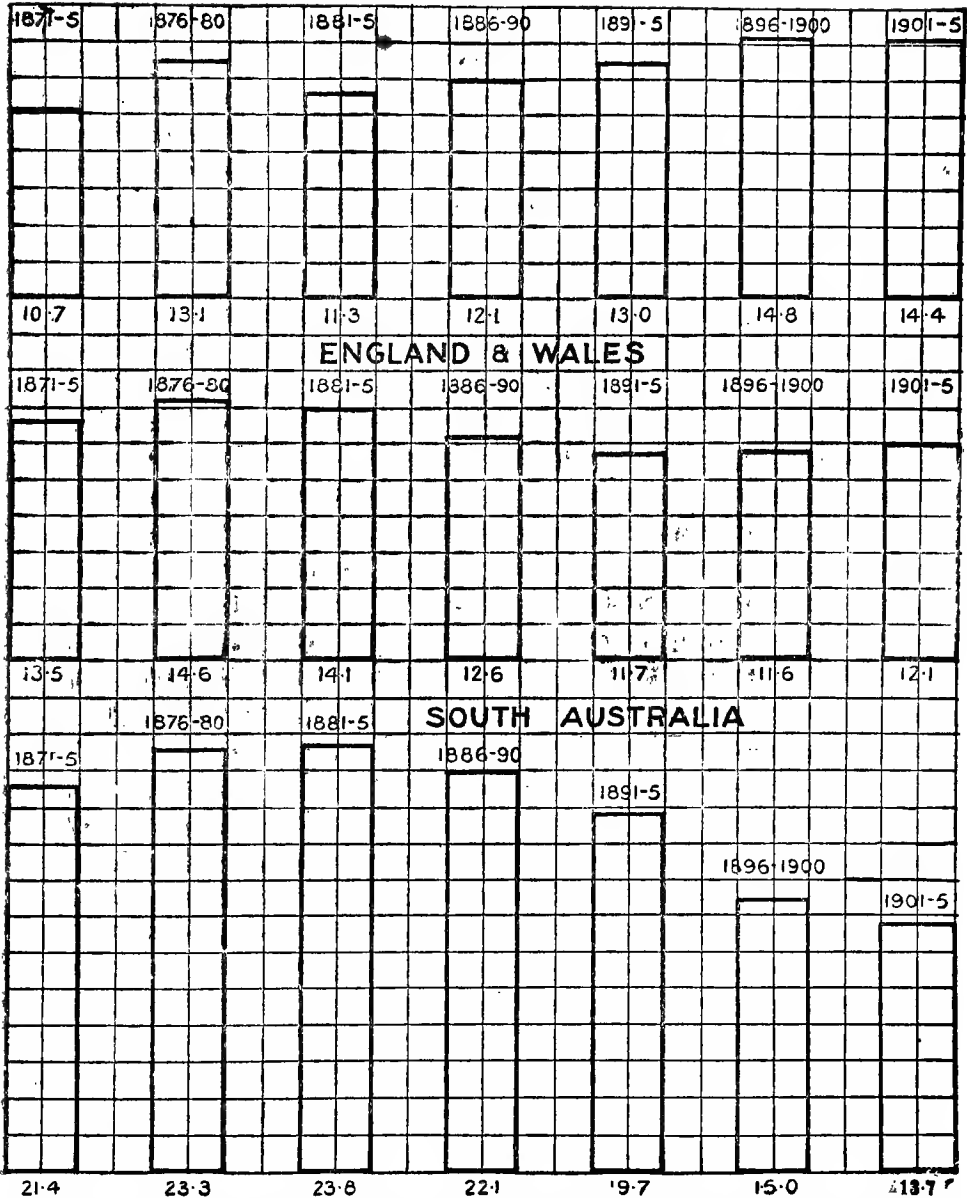 1871-5 1876-80 1881-5 1886-90 1891-5 1896-1900 1901-5
10·7 13·1 11·3 12·1 13·0 14·8 14·4
ENGLAND & WALES
1871-5 1876-80 1881-5 1886-90 1891-5 1896-1900 1901-5
13·5 14·6 14·1 12·6 11·7 11·6 12·1
SOUTH AUSTRALIA
1876-80 1881-5
1871-5 1886-90
1891-5
1896-1900
1901-5
21·4 23·3 23·8 22·1 19·7 15·0 13·7